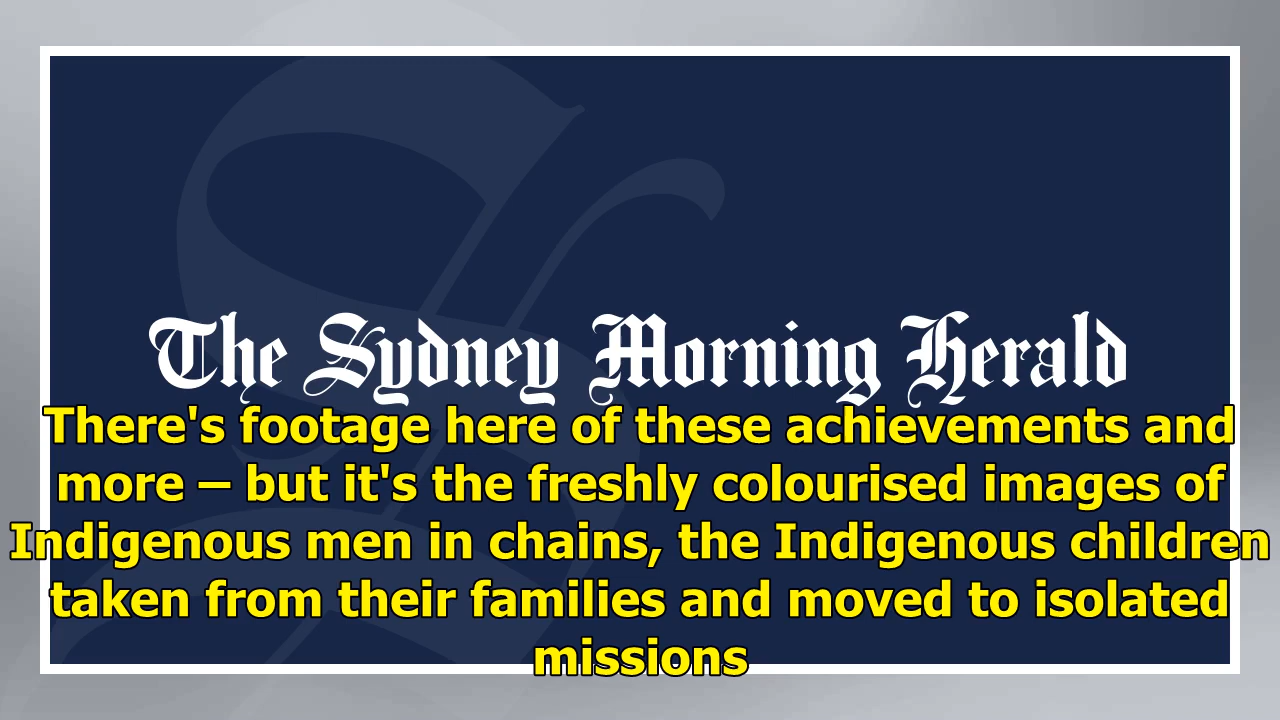 The Sydney Morning Herald
There's footage here of these achievements and
more – but it's the freshly colourised images of
Indigenous men in chains, the Indigenous children
taken from their families and moved to isolated
missions